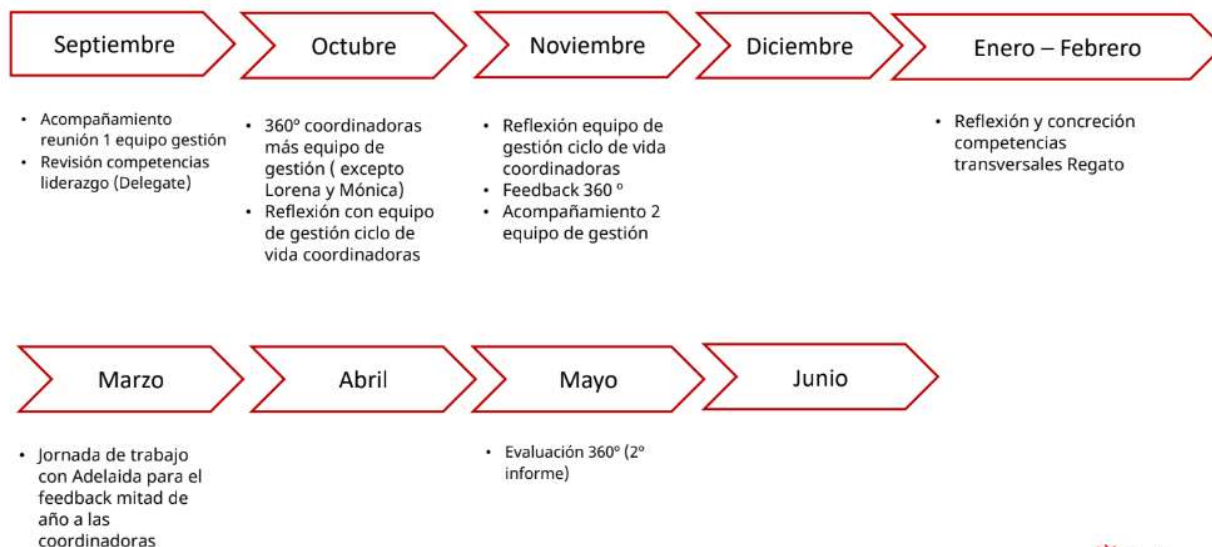 Septiembre
Octubre
Noviembre
Diciembre
Enero – Febrero
• Acompañamiento
reunión 1 equipo gestión
• Revisión competencias
liderazgo (Delegate)
• 360º coordinadoras
más equipo de
gestión ( excepto
Lorena y Mónica)
• Reflexión con equipo
de gestión ciclo de
vida coordinadoras
• Reflexión equipo de
gestión ciclo de vida
coordinadoras
• Feedback 360 º
• Acompañamiento 2
equipo de gestión
• Reflexión y concreción
competencias
transversales Regato
Marzo
Abril
Mayo
Junio
• Jornada de trabajo
con Adelaida para el
feedback mitad de
año a las
coordinadoras
• Evaluación 360º (2º
informe)